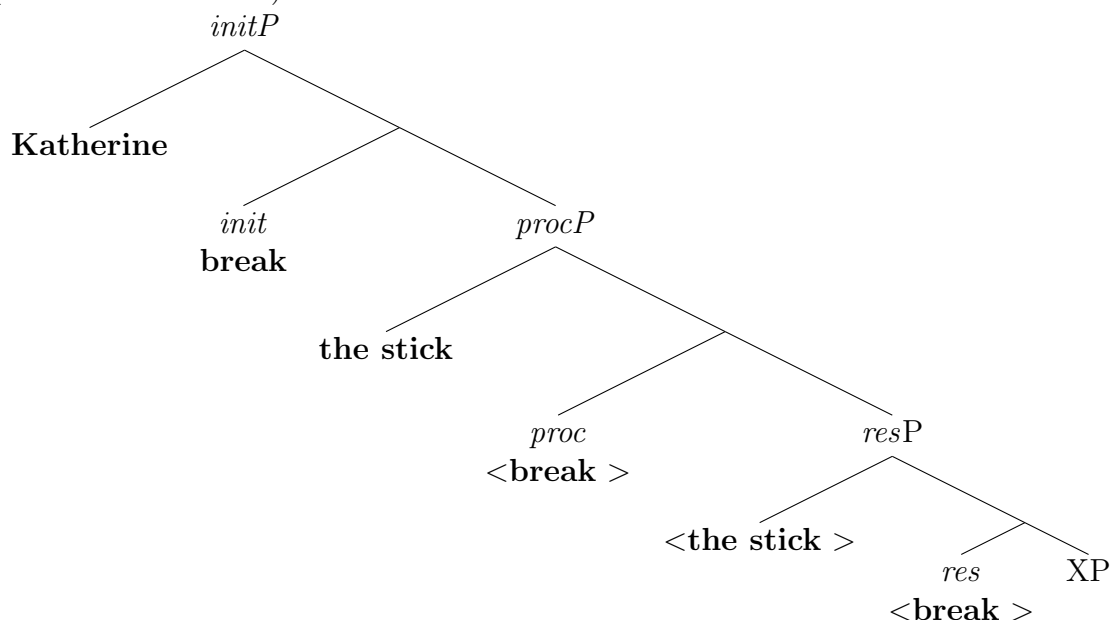 initP
Katherine
init
break
procP
the stick
proc
<break >
resP
<the stick >
res
<break >
XP